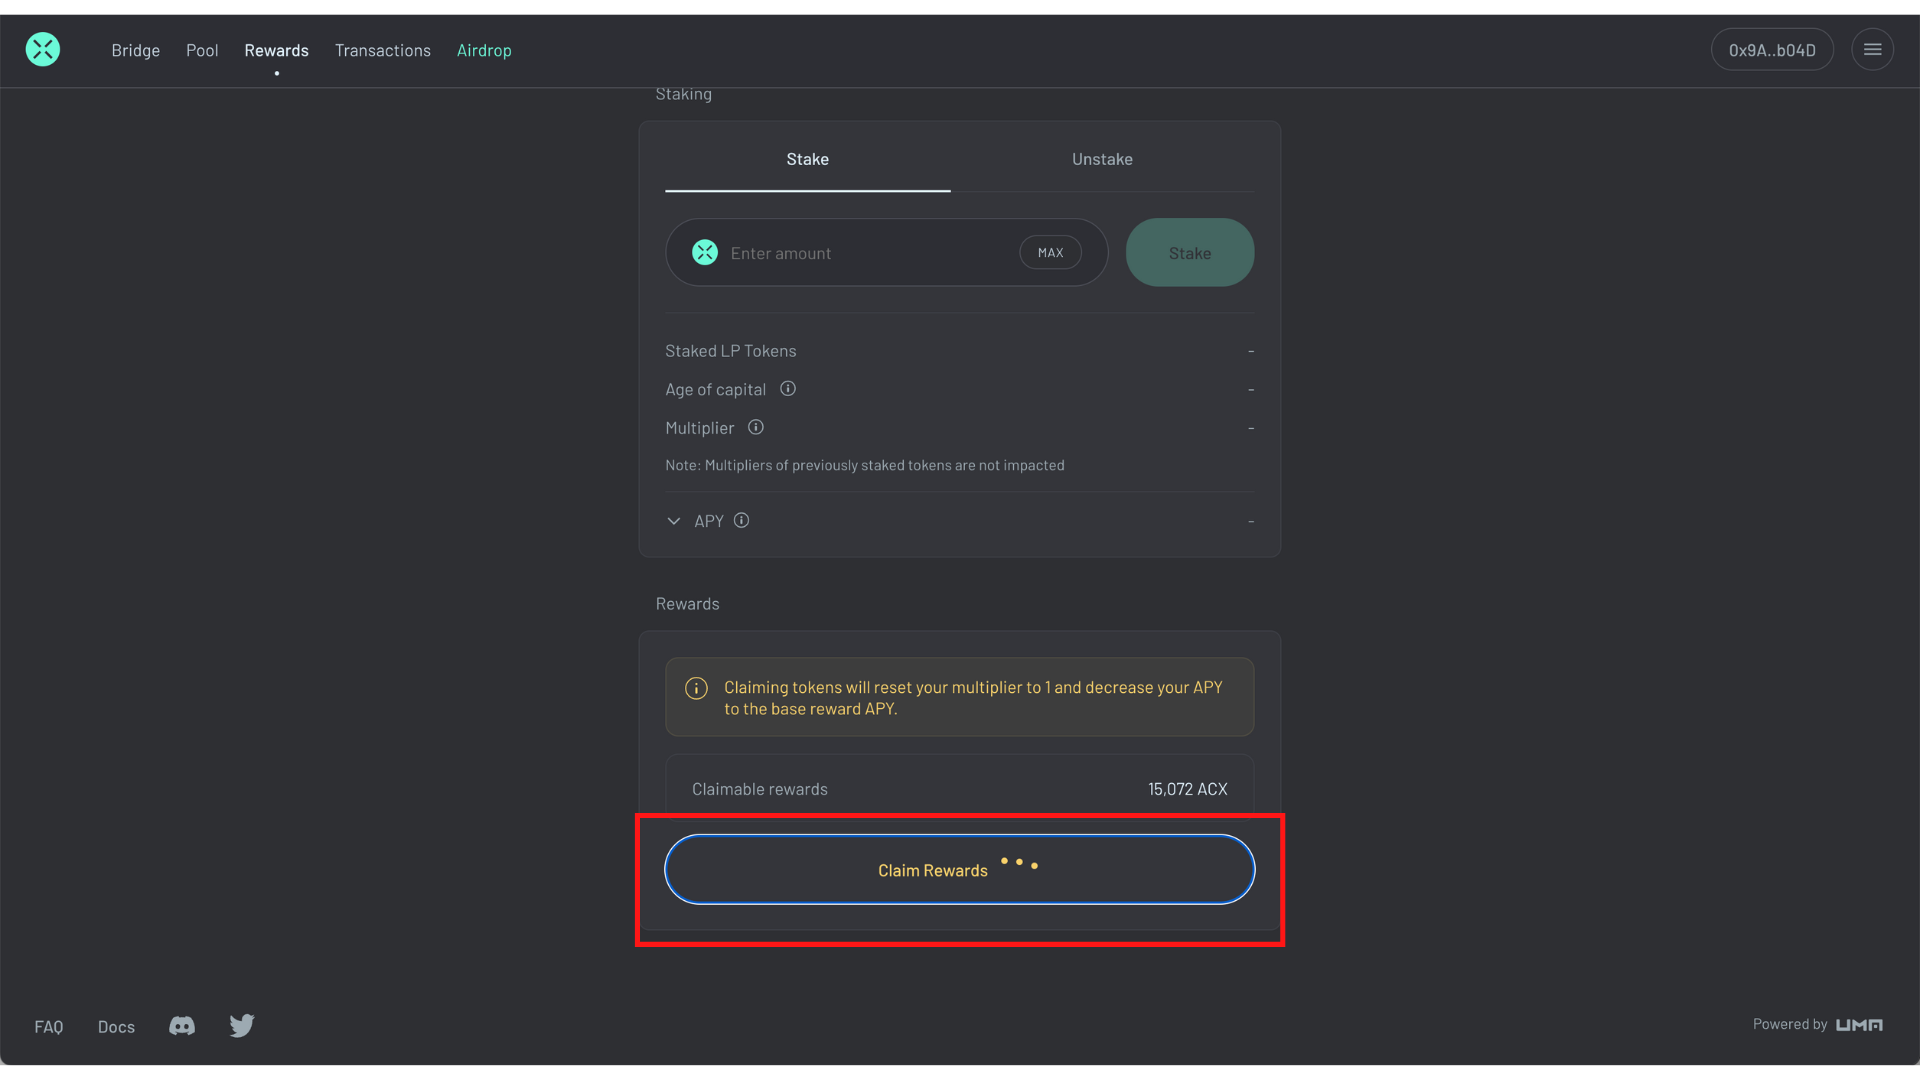 Bridge Pool Rewards Transactions Airdrop 0x9A..b04D
Staking
Stake Unstake
Enter amount MAX Stake
Staked LP Tokens -
Age of capital -
Multiplier -
Note: Multipliers of previously staked tokens are not impacted
APY -
Rewards
Claiming tokens will reset your multiplier to 1 and decrease your APY
to the base reward APY.
Claimable rewards 15,072 ACX
Claim Rewards
FAQ Docs Powered by UMA